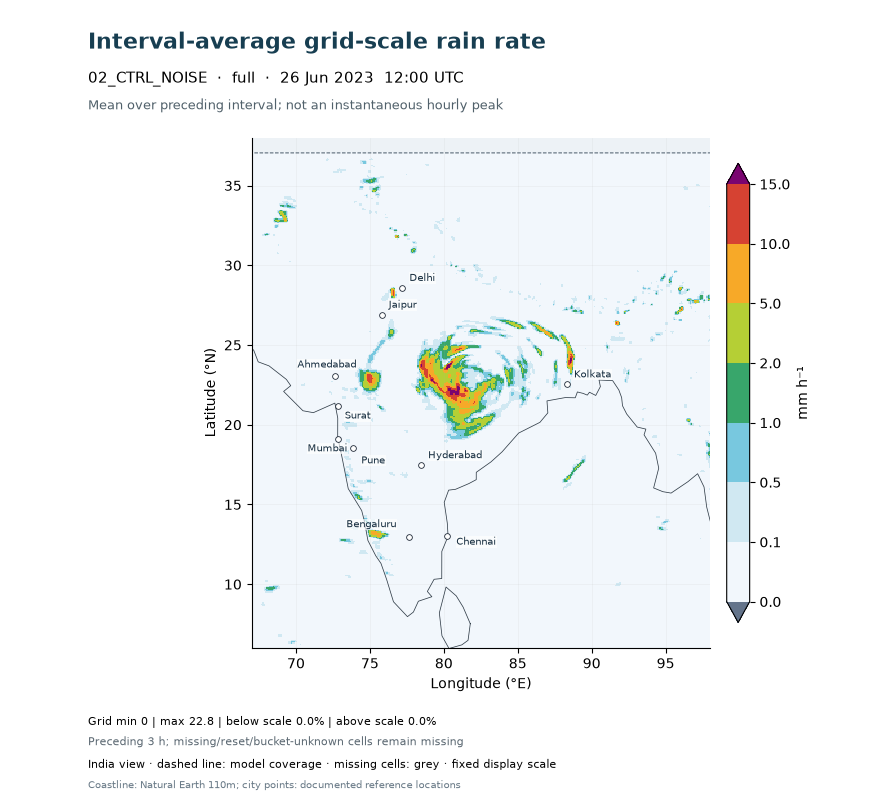 Interval-average grid-scale rain rate
02_CTRL_NOISE · full · 26 Jun 2023 12:00 UTC
Mean over preceding interval; not an instantaneous hourly peak
35
30
25
20
15
10
Latitude (°N)
70
75
80
85
90
95
Longitude (°E)
Delhi
Jaipur
Ahmedabad
Kolkata
Surat
Mumbai
Pune
Hyderabad
Bengaluru
Chennai
15.0
10.0
5.0
2.0
1.0
0.5
0.1
0.0
mm h⁻¹
Grid min 0 | max 22.8 | below scale 0.0% | above scale 0.0%
Preceding 3 h; missing/reset/bucket-unknown cells remain missing
India view · dashed line: model coverage · missing cells: grey · fixed display scale
Coastline: Natural Earth 110m; city points: documented reference locations